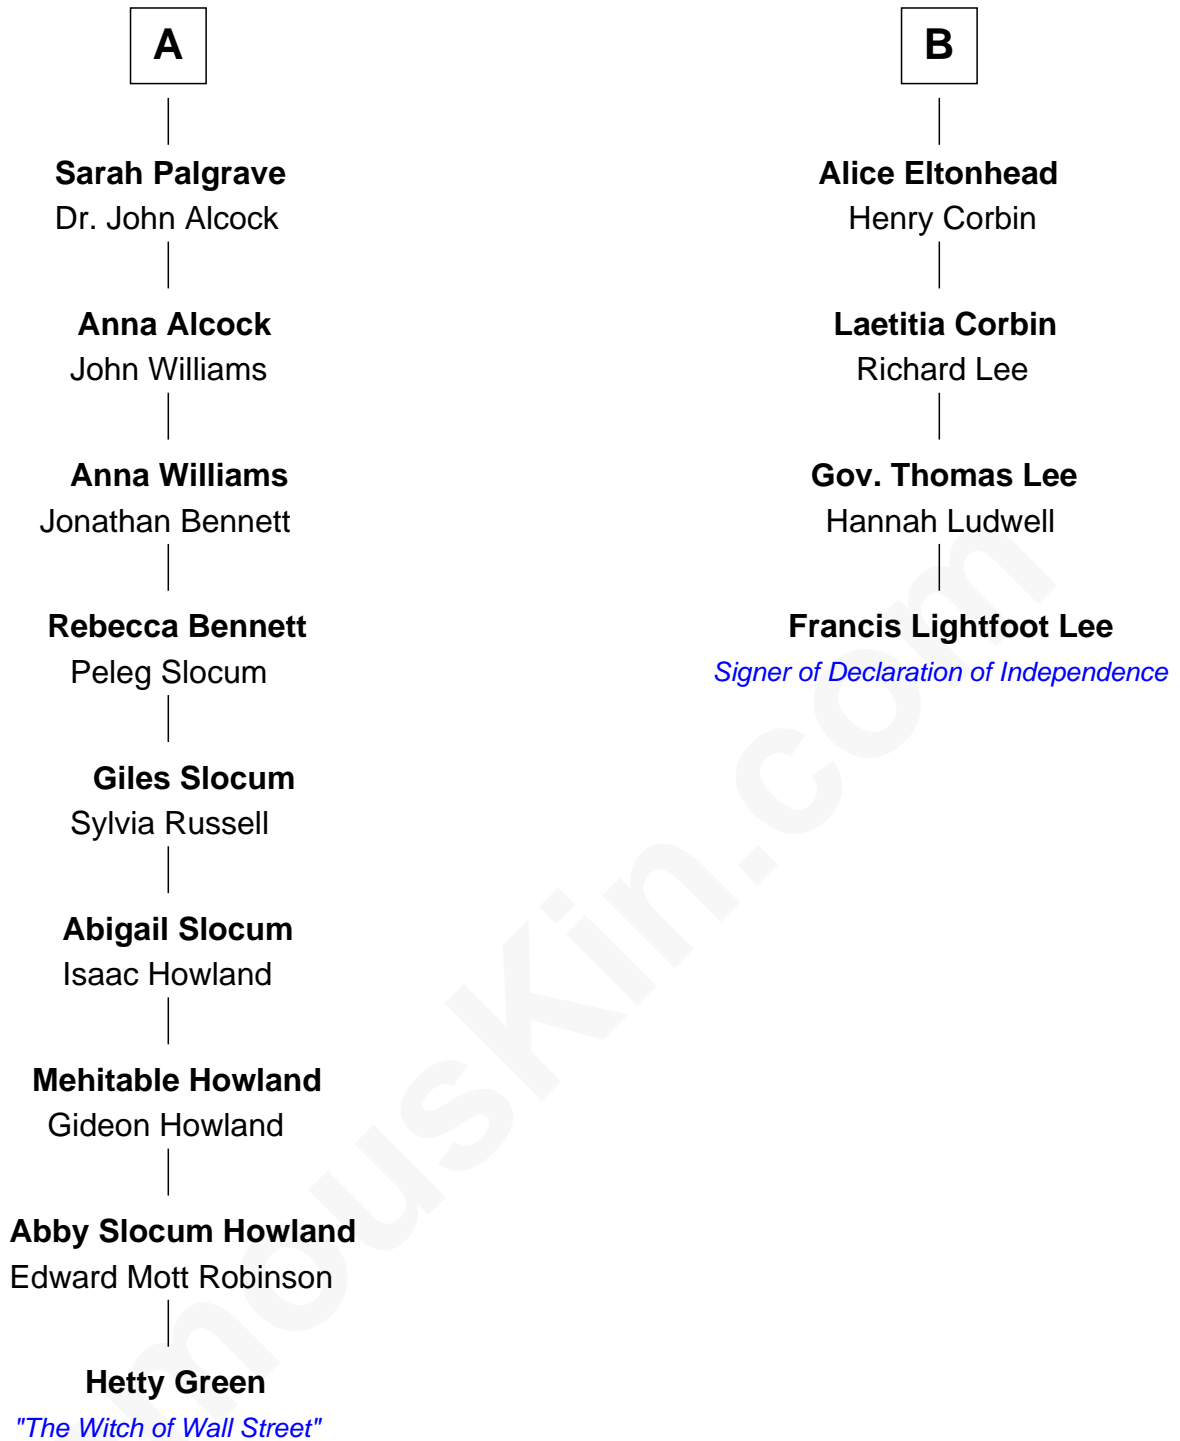 A
Sarah Palgrave
Dr. John Alcock
Anna Alcock
John Williams
Anna Williams
Jonathan Bennett
Rebecca Bennett
Peleg Slocum
Giles Slocum
Sylvia Russell
Abigail Slocum
Isaac Howland
Mehitable Howland
Gideon Howland
Abby Slocum Howland
Edward Mott Robinson
Hetty Green
"The Witch of Wall Street"
B
Alice Eltonhead
Henry Corbin
Laetitia Corbin
Richard Lee
Gov. Thomas Lee
Hannah Ludwell
Francis Lightfoot Lee
Signer of Declaration of Independence
mouskin.com